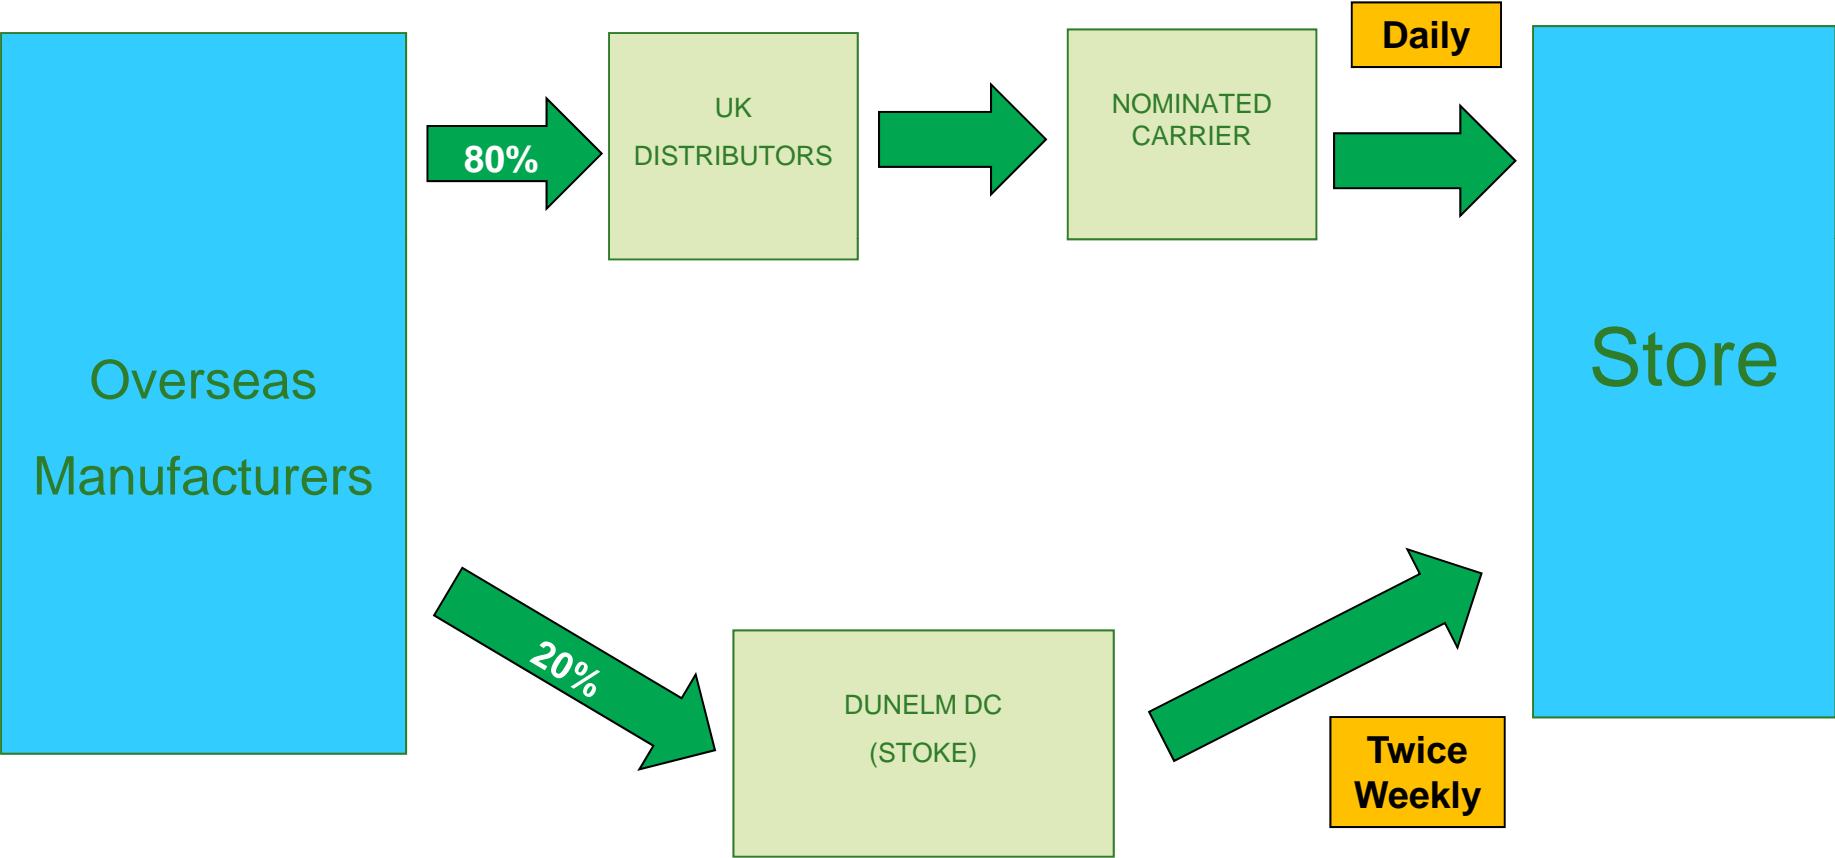 Daily
UK
DISTRIBUTORS
NOMINATED
CARRIER
80%
Overseas
Manufacturers
Store
20%
DUNELM DC
(STOKE)
Twice
Weekly